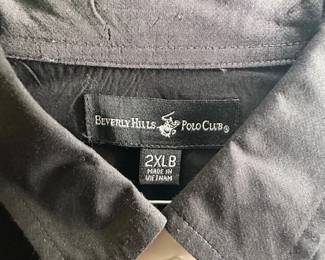 BEVERLY HILLS POLO CLUB®
2XLB
MADE IN
VIETNAM